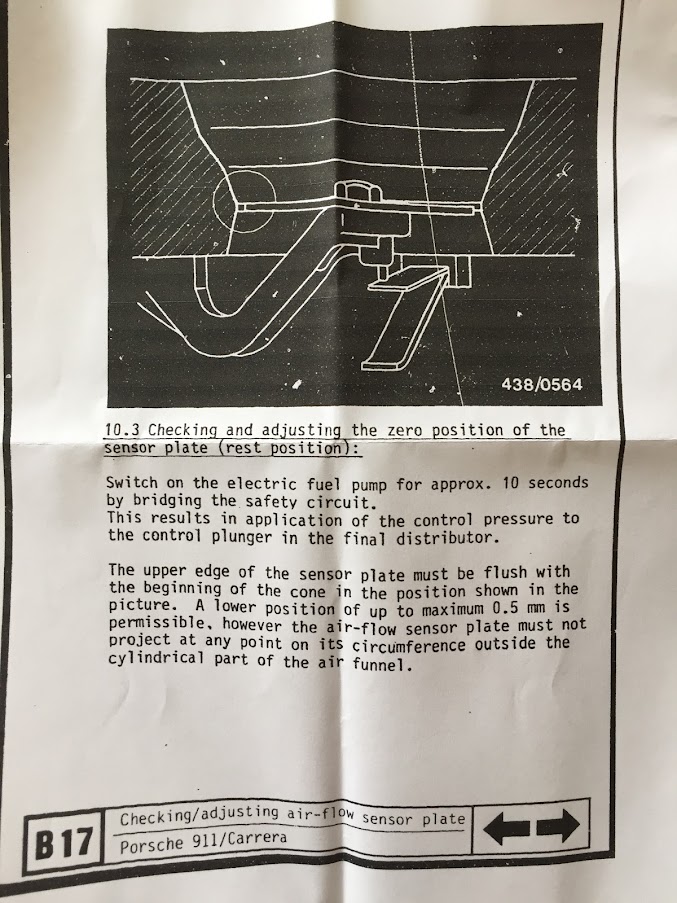 438/0564
10.3 Checking and adjusting the zero position of the
sensor plate (rest position):
Switch on the electric fuel pump for approx. 10 seconds
by bridging the safety circuit.
This results in application of the control pressure to
the control plunger in the final distributor.
The upper edge of the sensor plate must be flush with
the beginning of the cone in the position shown in the
picture. A lower position of up to maximum 0.5 mm is
permissible, however the air-flow sensor plate must not
project at any point on its circumference outside the
cylindrical part of the air funnel.
B 17
Checking/adjusting air-flow sensor plate
Porsche 911/Carrera